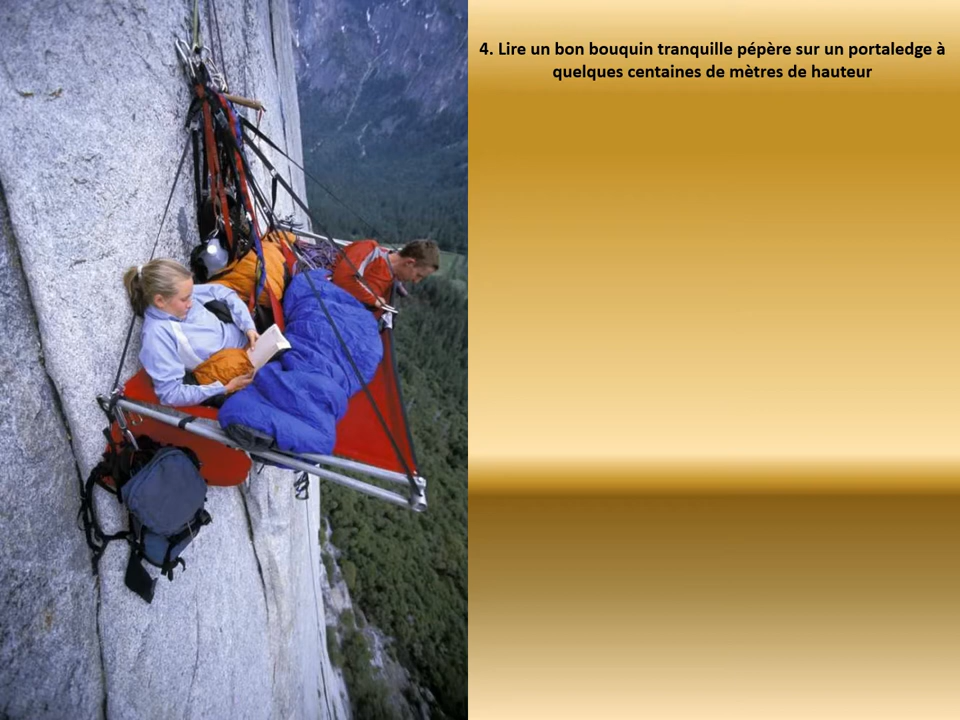 4. Lire un bon bouquin tranquille pépère sur un portaledge à
quelques centaines de mètres de hauteur